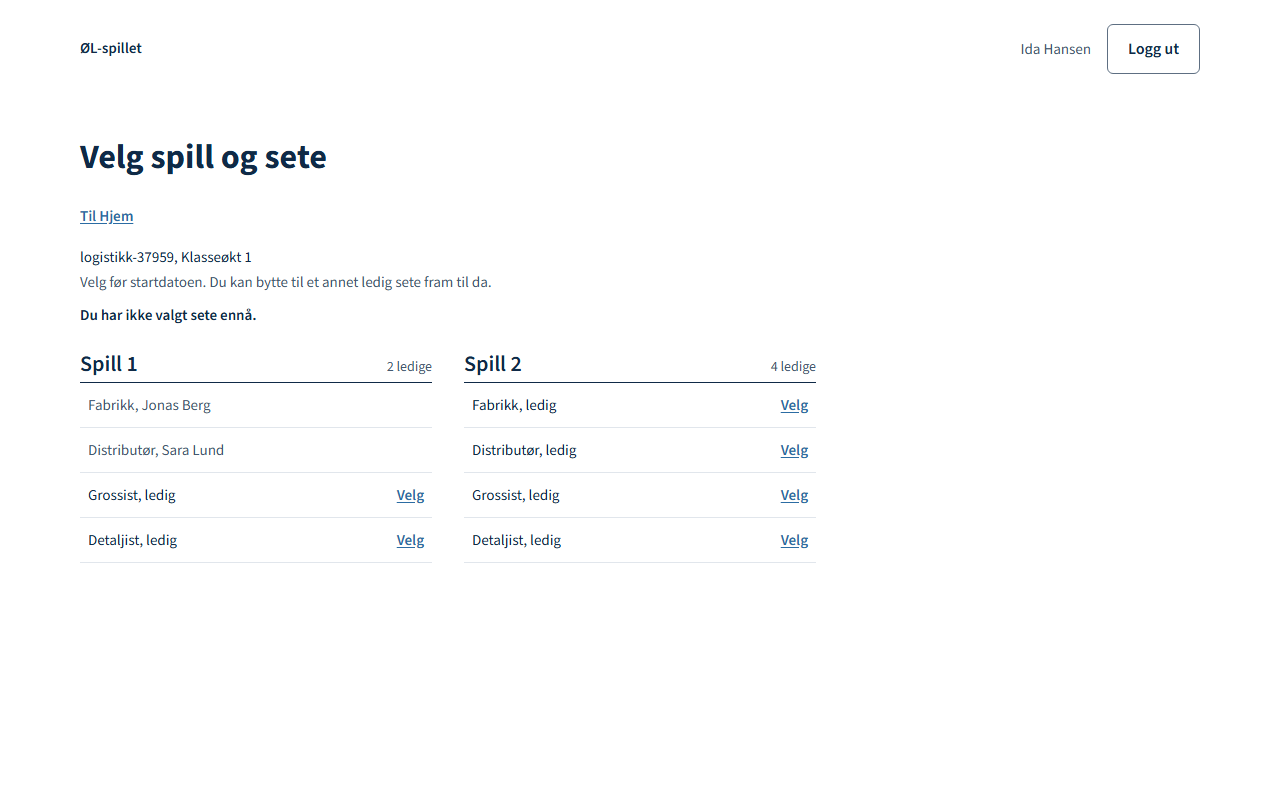 ØL-spillet
Ida Hansen
Logg ut
Velg spill og sete
Til Hjem
logistikk-37959, Klasseøkt 1
Velg før startdatoen. Du kan bytte til et annet ledig sete fram til da.
Du har ikke valgt sete ennå.
Spill 1
2 ledige
Fabrikk, Jonas Berg
Distributør, Sara Lund
Grossist, ledig
Velg
Detaljist, ledig
Velg
Spill 2
4 ledige
Fabrikk, ledig
Velg
Distributør, ledig
Velg
Grossist, ledig
Velg
Detaljist, ledig
Velg